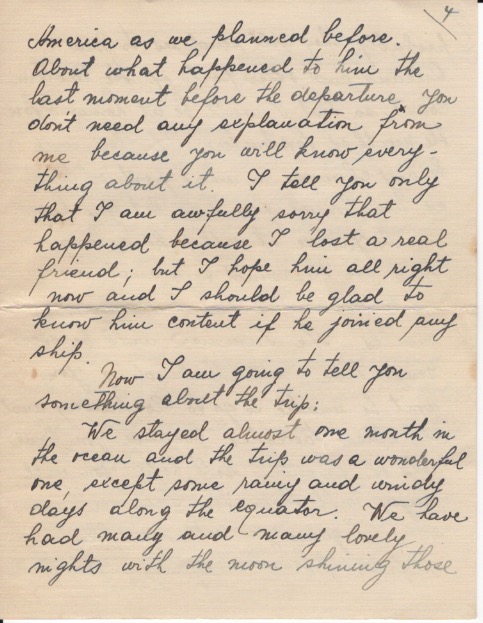 4
America as we planned before.
About what happened to him the
last moment before the departure you
don't need any explanation from
me because you will know every-
thing about it. I tell you only
that I am awfully sorry that
happened because I lost a real
friend; but I hope him all right
now and I should be glad to
know him content if he joined any
ship.
Now I am going to tell you
something about the trip:
We stayed almost one month in
the ocean and the trip was a wonderful
one, except some rainy and windy
days along the equator. We have
had many and many lovely
nights with the moon shining those